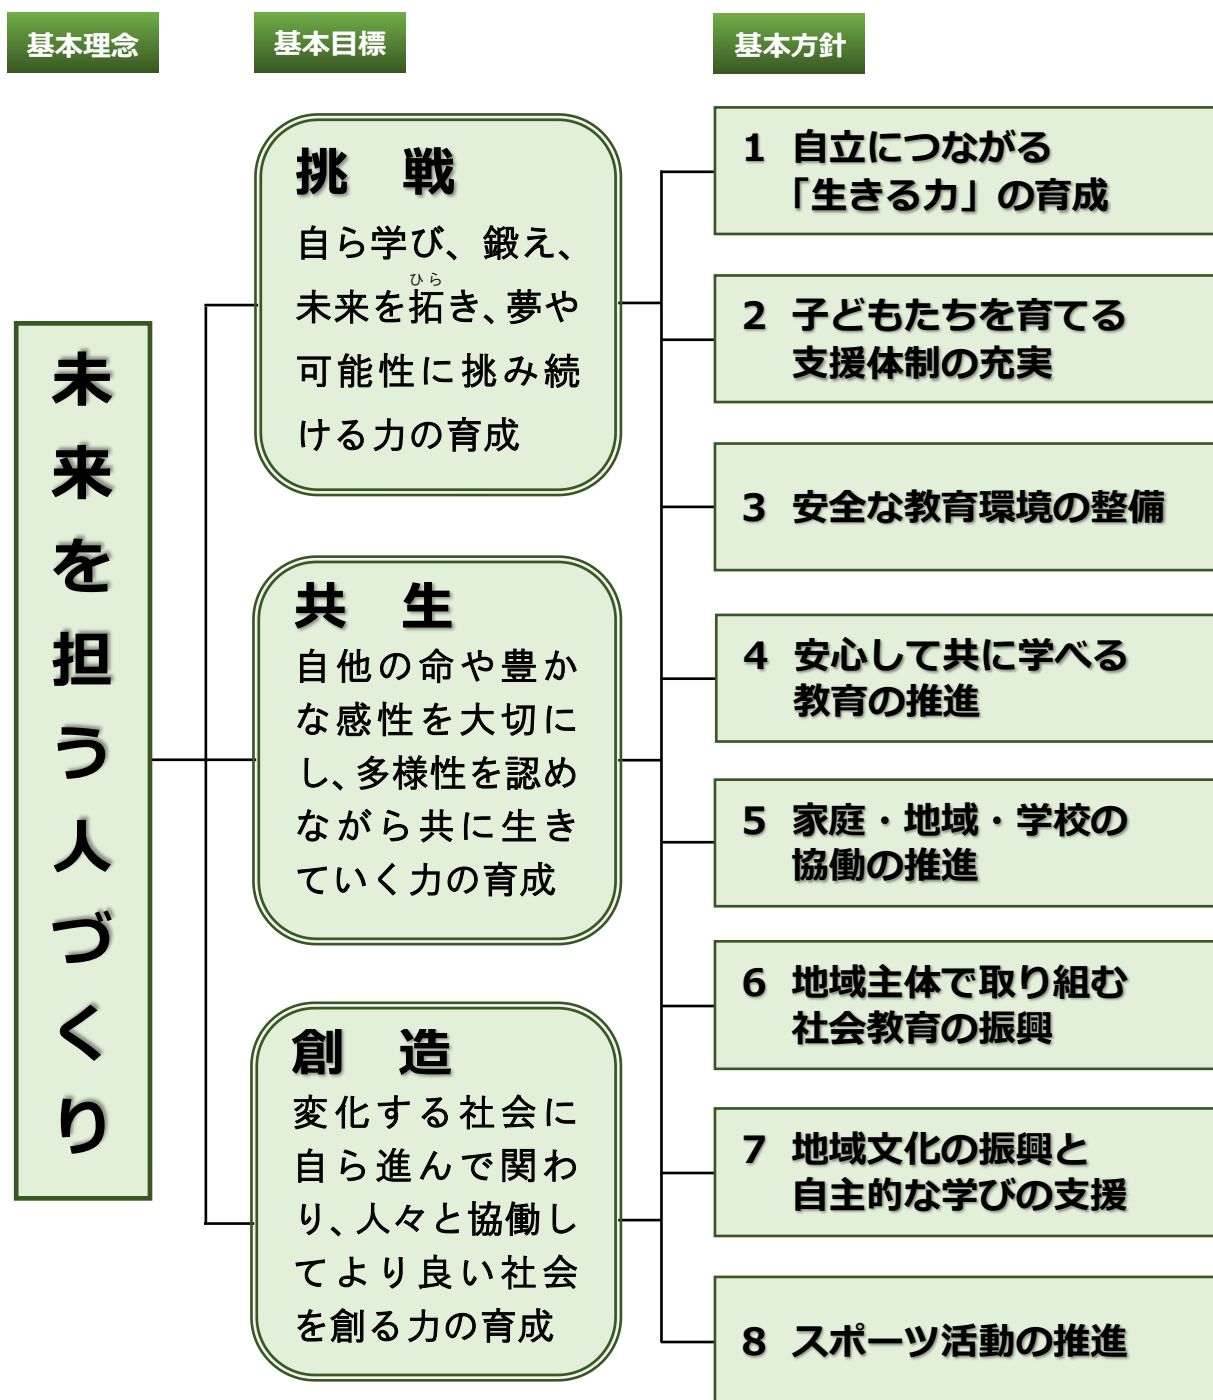 基本理念
基本目標
基本方針
未来を担う人づくり
挑　戦
自ら学び、鍛え、
ひら
未来を拓き、夢や
可能性に挑み続
ける力の育成
共　生
自他の命や豊か
な感性を大切に
し、多様性を認め
ながら共に生き
ていく力の育成
創　造
変化する社会に
自ら進んで関わ
り、人々と協働し
てより良い社会
を創る力の育成
1 自立につながる
「生きる力」の育成
2 子どもたちを育てる
支援体制の充実
3 安全な教育環境の整備
4 安心して共に学べる
教育の推進
5 家庭・地域・学校の
協働の推進
6 地域主体で取り組む
社会教育の振興
7 地域文化の振興と
自主的な学びの支援
8 スポーツ活動の推進